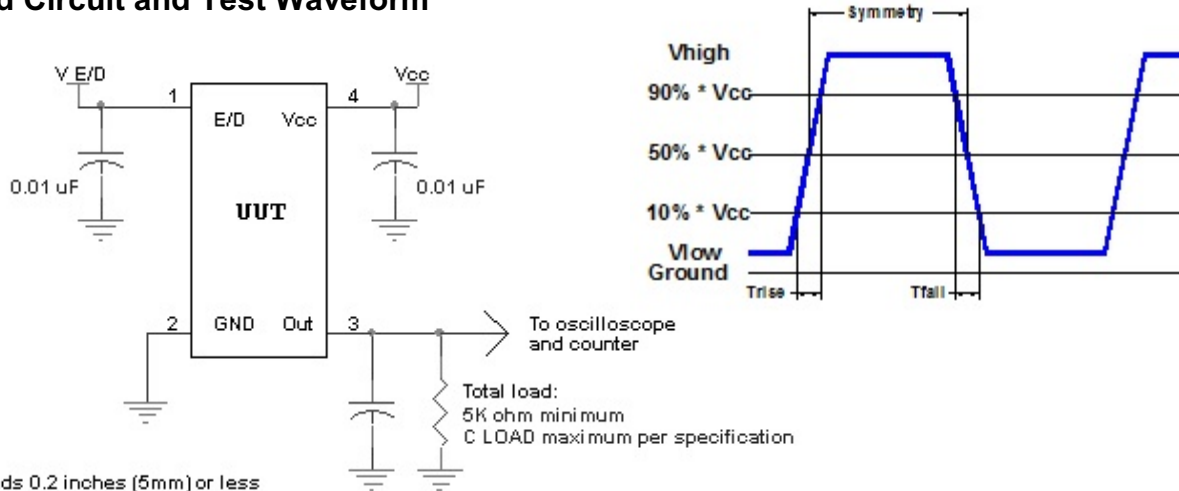 Circuit and Test Waveform
V E/D
Vcc
1
4
E/D
Vcc
0.01 uF
0.01 uF
UUT
2
GND
Out
3
To oscilloscope
and counter
Total load:
5K ohm minimum
C LOAD maximum per specification
0.2 inches (5mm) or less
Symmetry
Vhigh
90% * Vcc
50% * Vcc
10% * Vcc
Vlow
Ground
Trise
Tfall